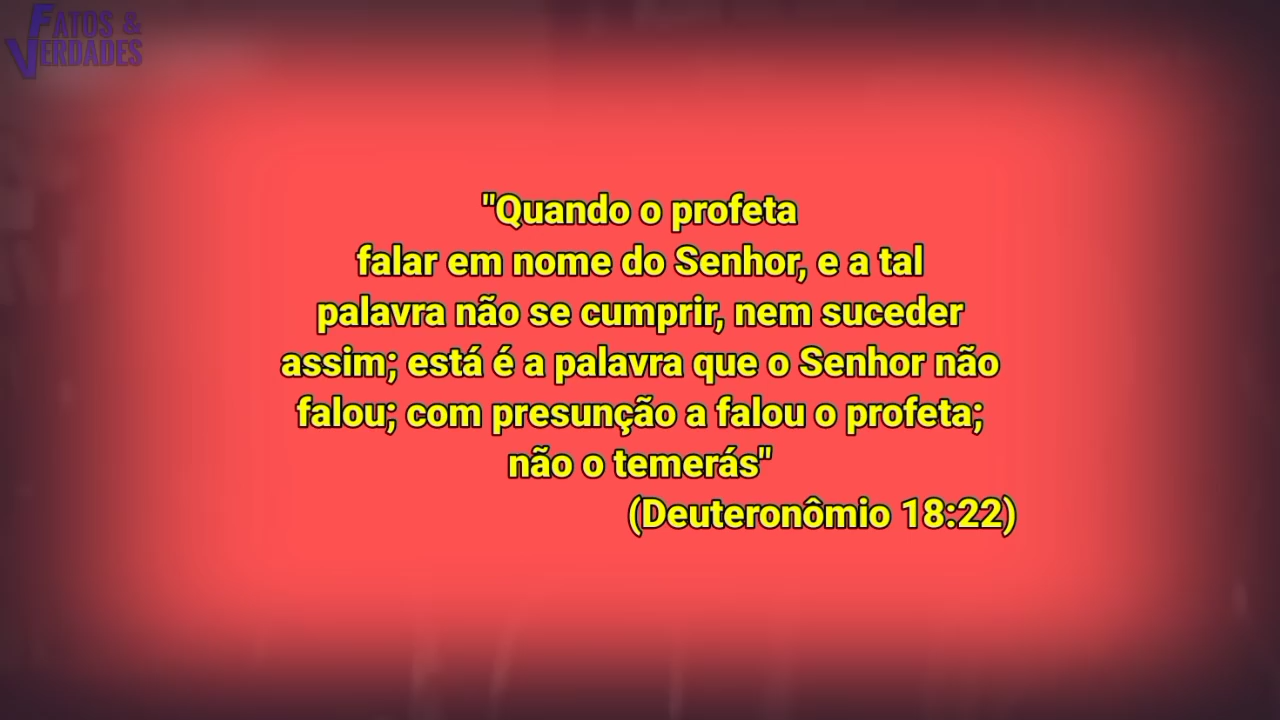 FATOS &
VERDADES
"Quando o profeta
falar em nome do Senhor, e a tal
palavra não se cumprir, nem suceder
assim; está é a palavra que o Senhor não
falou; com presunção a falou o profeta;
não o temerás"
(Deuteronômio 18:22)